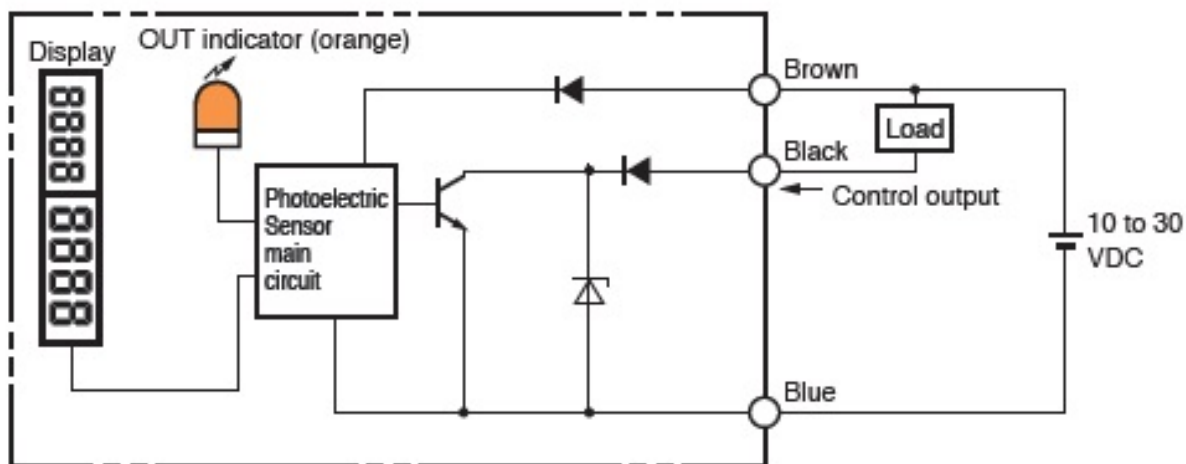 Display
OUT indicator (orange)
8888
8888
Photoelectric
Sensor
main
circuit
Brown
Load
Black
Control output
10 to 30
VDC
Blue